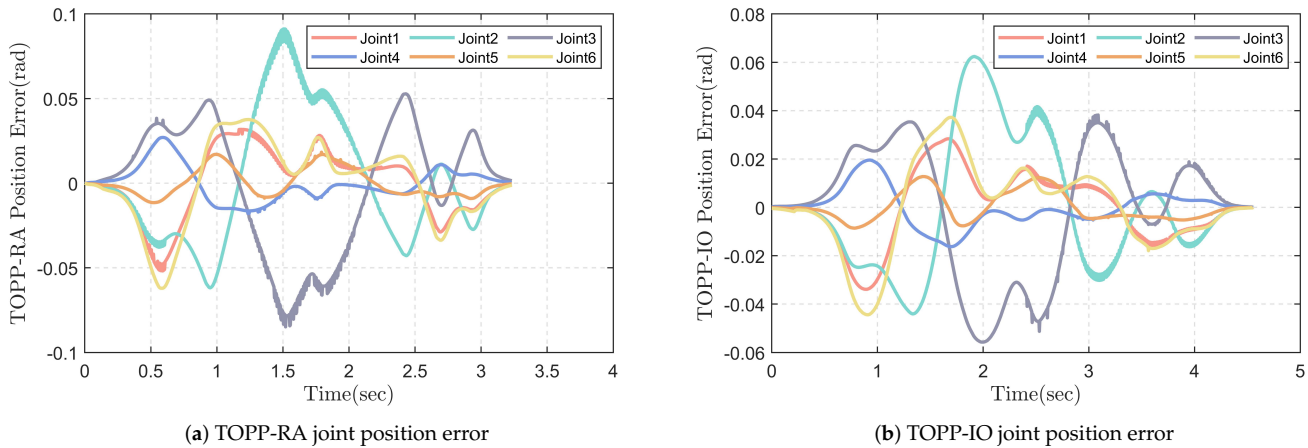 TOPP-RA Position Error(rad)
0.1
0.05
0
-0.05
-0.1
Joint1 Joint2 Joint3
Joint4 Joint5 Joint6
0 0.5 1 1.5 2 2.5 3 3.5 4
Time(sec)
(a) TOPP-RA joint position error
TOPP-IO Position Error(rad)
0.08
0.06
0.04
0.02
0
-0.02
-0.04
-0.06
Joint1 Joint2 Joint3
Joint4 Joint5 Joint6
0 1 2 3 4 5
Time(sec)
(b) TOPP-IO joint position error